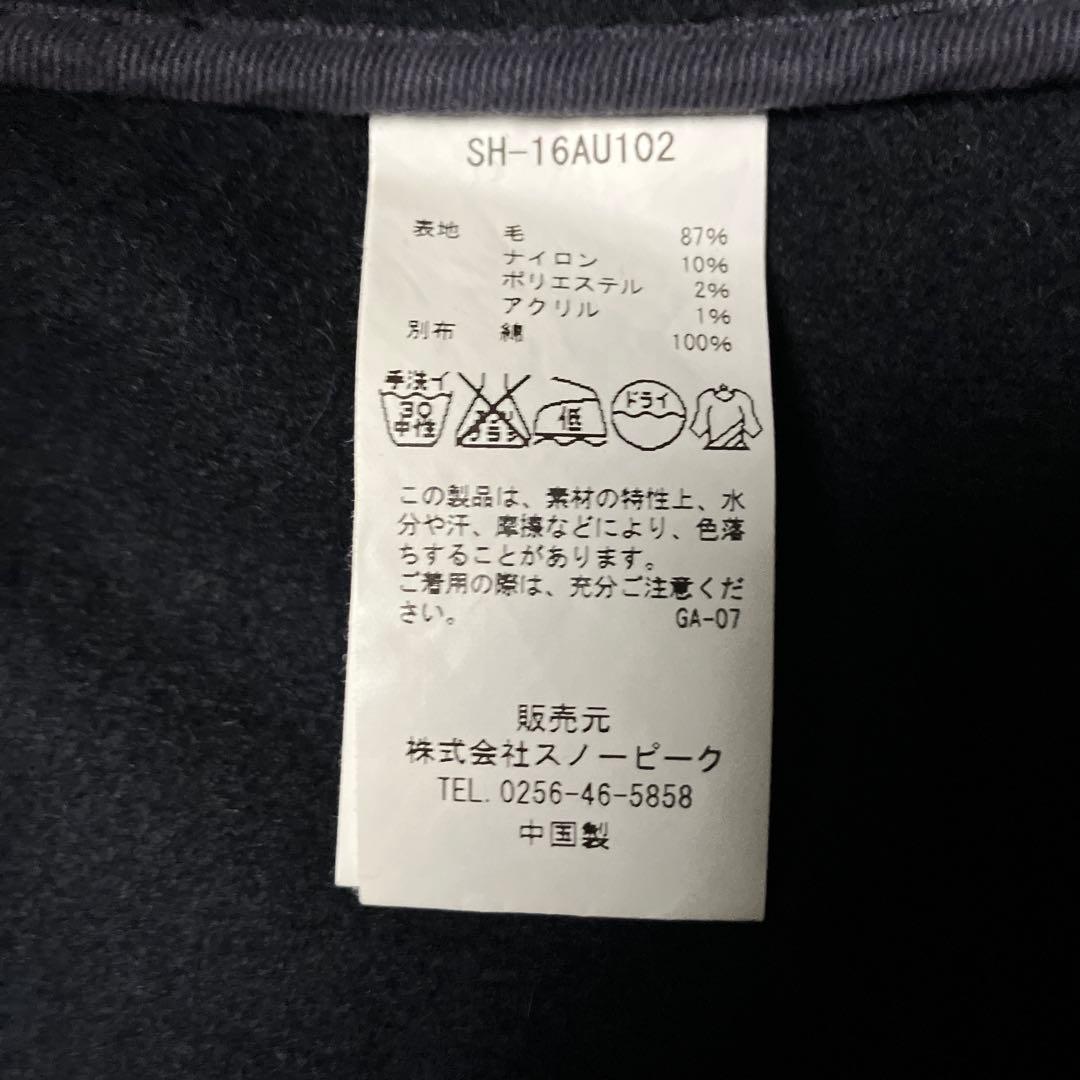 SH-16AU102
表地 毛 87%
ナイロン 10%
ポリエステル 2%
アクリル 1%
別布 綿 100%
手洗イ
30
中性
低
ドライ
この製品は、素材の特性上、水
分や汗、摩擦などにより、色落
ちすることがあります。
ご着用の際は、充分ご注意くだ
さい。 GA-07
販売元
株式会社スノーピーク
TEL. 0256-46-5858
中国製